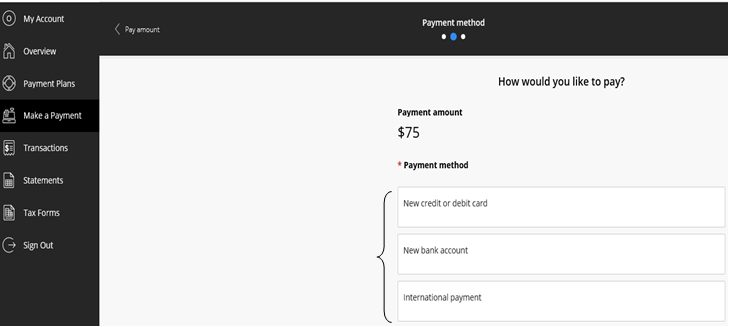 My Account
Overview
Payment Plans
Make a Payment
Transactions
Statements
Tax Forms
Sign Out
Pay amount
Payment method
How would you like to pay?
Payment amount
$75
* Payment method
New credit or debit card
New bank account
International payment